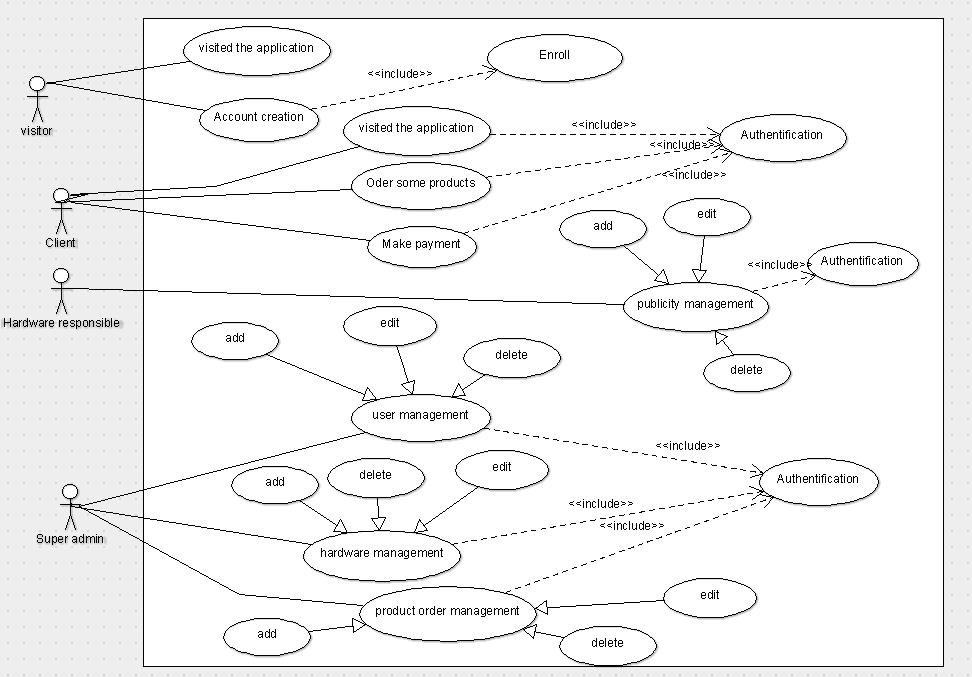 visited the application
Enroll
<<include>>
visitor
Account creation
visited the application
<<include>>
Authentification
<<include>>
Oder some products
<<include>>
Client
Make payment
add
edit
<<include>>
Authentification
Hardware responsible
publicity management
add
edit
delete
delete
user management
<<include>>
add
delete
edit
Authentification
<<include>>
<<include>>
Super admin
hardware management
product order management
edit
add
delete